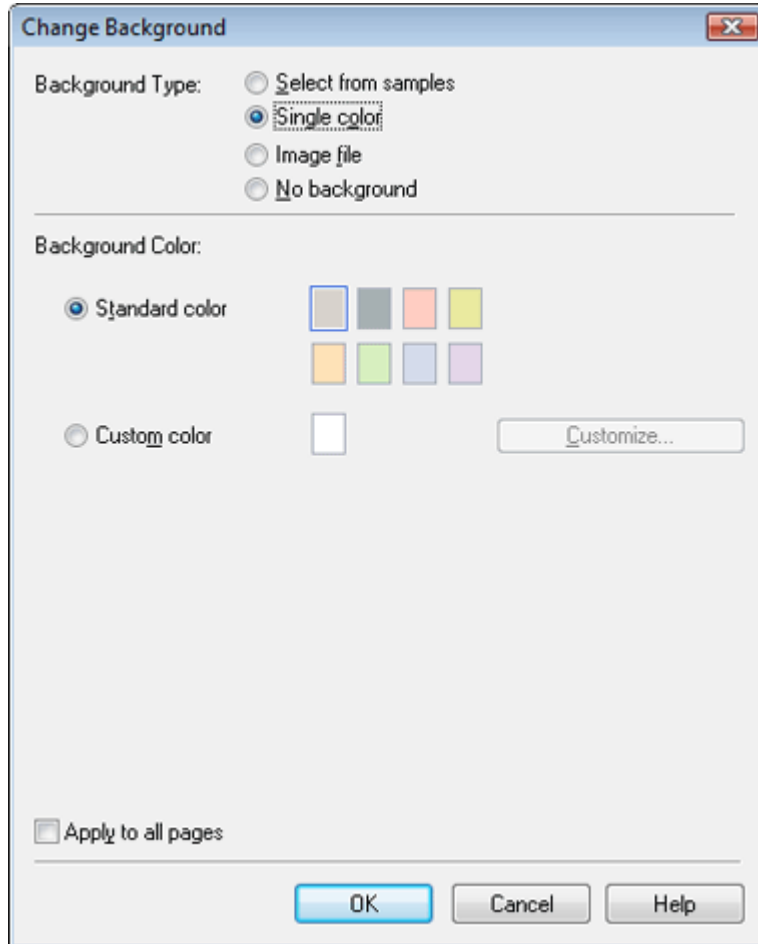 Change Background
Background Type:
Select from samples
Single color
Image file
No background
Background Color:
Standard color
Custom color
Customize...
Apply to all pages
OK Cancel Help